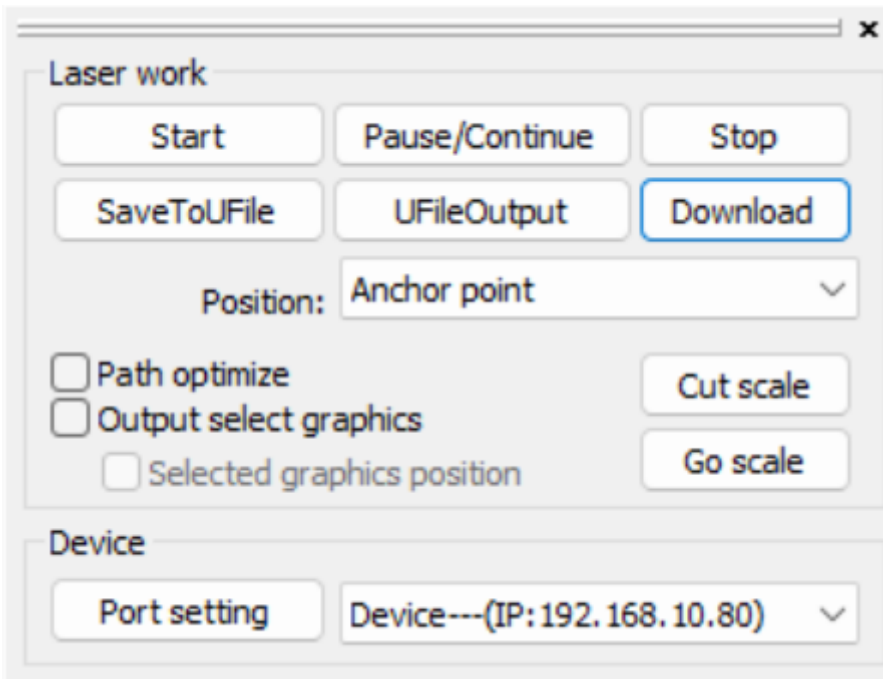 Laser work
Start Pause/Continue Stop
SaveToUFile UFileOutput Download
Position: Anchor point
Path optimize
Cut scale
Output select graphics
Go scale
Selected graphics position
Device
Port setting Device---(IP:192.168.10.80)